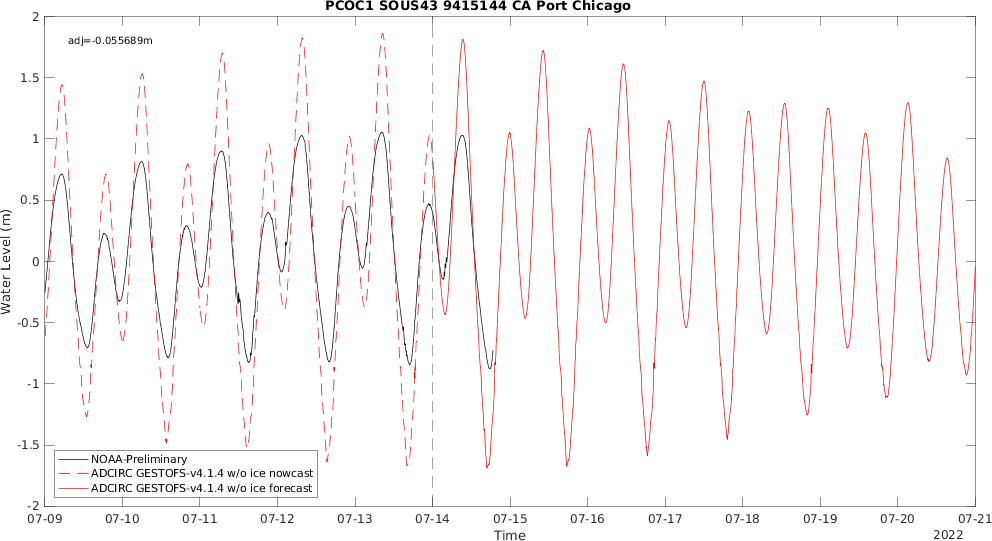 PCOC1 SOUS43 9415144 CA Port Chicago
adj=-0.055689m
2
1.5
1
0.5
0
-0.5
-1
-1.5
-2
Water Level (m)
NOAA-Preliminary
ADCIRC GESTOFS-v4.1.4 w/o ice nowcast
ADCIRC GESTOFS-v4.1.4 w/o ice forecast
07-09 07-10 07-11 07-12 07-13 07-14 07-15 07-16 07-17 07-18 07-19 07-20 07-21
Time
2022